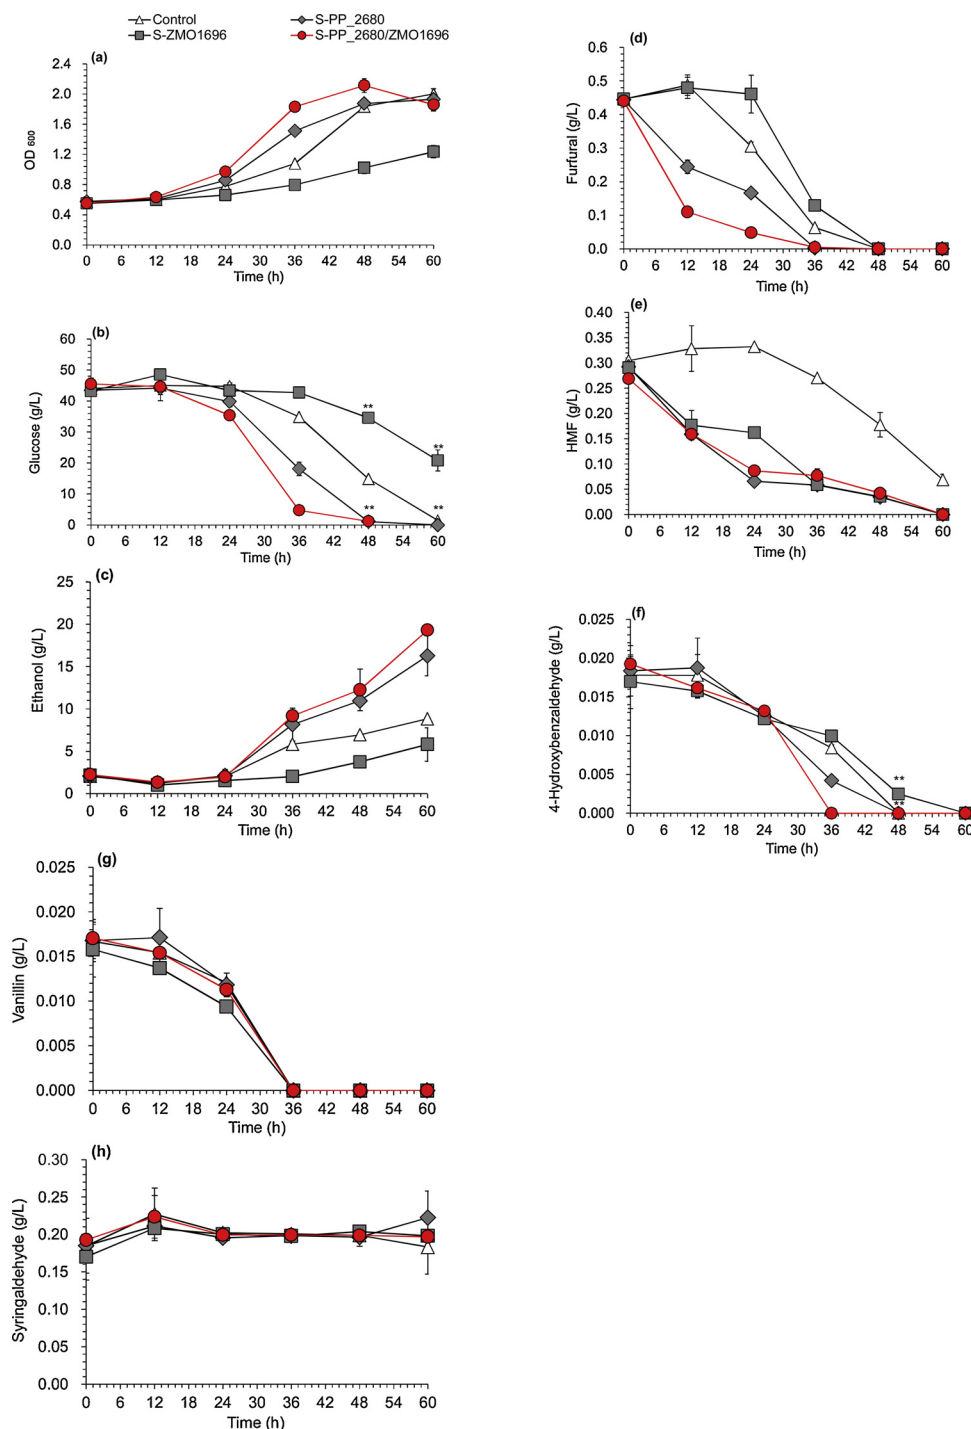 Control
S-PP_2680
S-ZMO1696
S-PP_2680/ZMO1696
(a)
2.4
2.0
1.6
1.2
0.8
0.4
0.0
OD 600
0 6 12 18 24 30 36 42 48 54 60
Time (h)
(b)
60
50
40
30
20
10
0
Glucose (g/L)
**
**
**
**
0 6 12 18 24 30 36 42 48 54 60
Time (h)
(c)
25
20
15
10
5
0
Ethanol (g/L)
0 6 12 18 24 30 36 42 48 54 60
Time (h)
(d)
0.6
0.5
0.4
0.3
0.2
0.1
0.0
Furfural (g/L)
0 6 12 18 24 30 36 42 48 54 60
Time (h)
(e)
0.40
0.35
0.30
0.25
0.20
0.15
0.10
0.05
0.00
HMF (g/L)
0 6 12 18 24 30 36 42 48 54 60
Time (h)
(f)
0.025
0.020
0.015
0.010
0.005
0.000
4-Hydroxybenzaldehyde (g/L)
**
**
0 6 12 18 24 30 36 42 48 54 60
Time (h)
(g)
0.025
0.020
0.015
0.010
0.005
0.000
Vanillin (g/L)
0 6 12 18 24 30 36 42 48 54 60
Time (h)
(h)
0.30
0.25
0.20
0.15
0.10
0.05
0.00
Syringaldehyde (g/L)
0 6 12 18 24 30 36 42 48 54 60
Time (h)